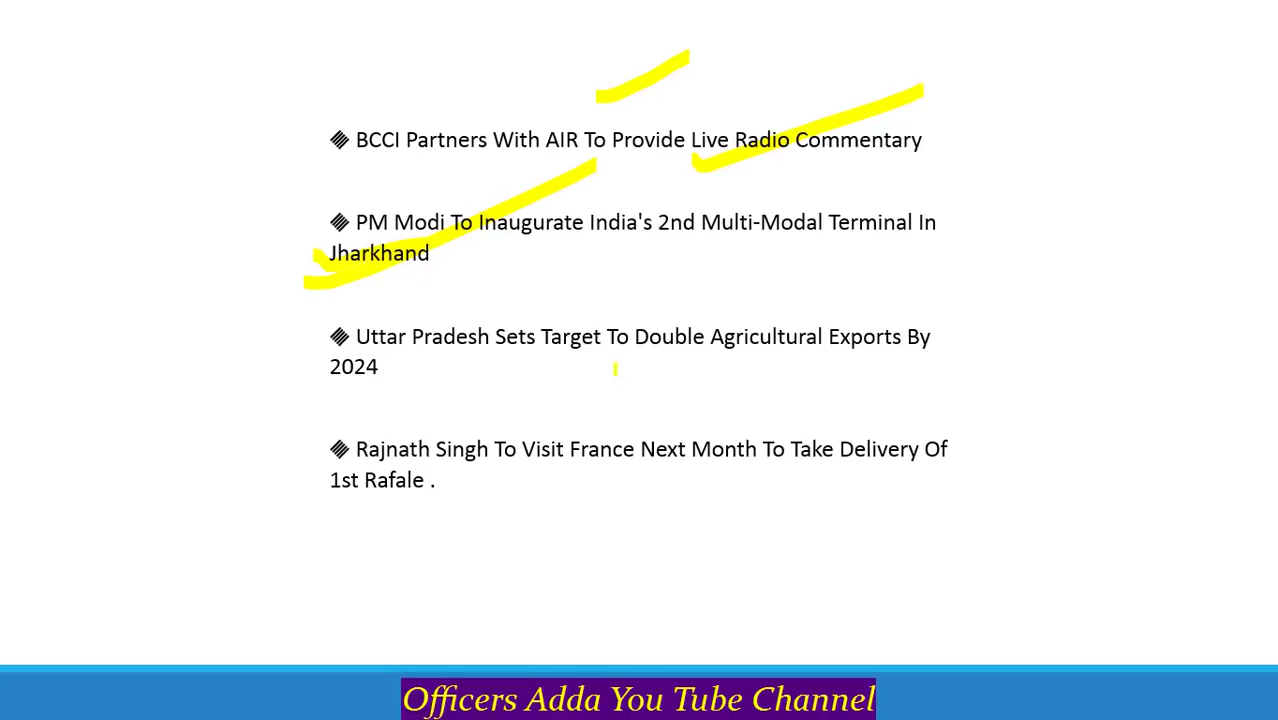 BCCI Partners With AIR To Provide Live Radio Commentary
PM Modi To Inaugurate India's 2nd Multi-Modal Terminal In
Jharkhand
Uttar Pradesh Sets Target To Double Agricultural Exports By
2024
Rajnath Singh To Visit France Next Month To Take Delivery Of
1st Rafale .
Officers Adda You Tube Channel